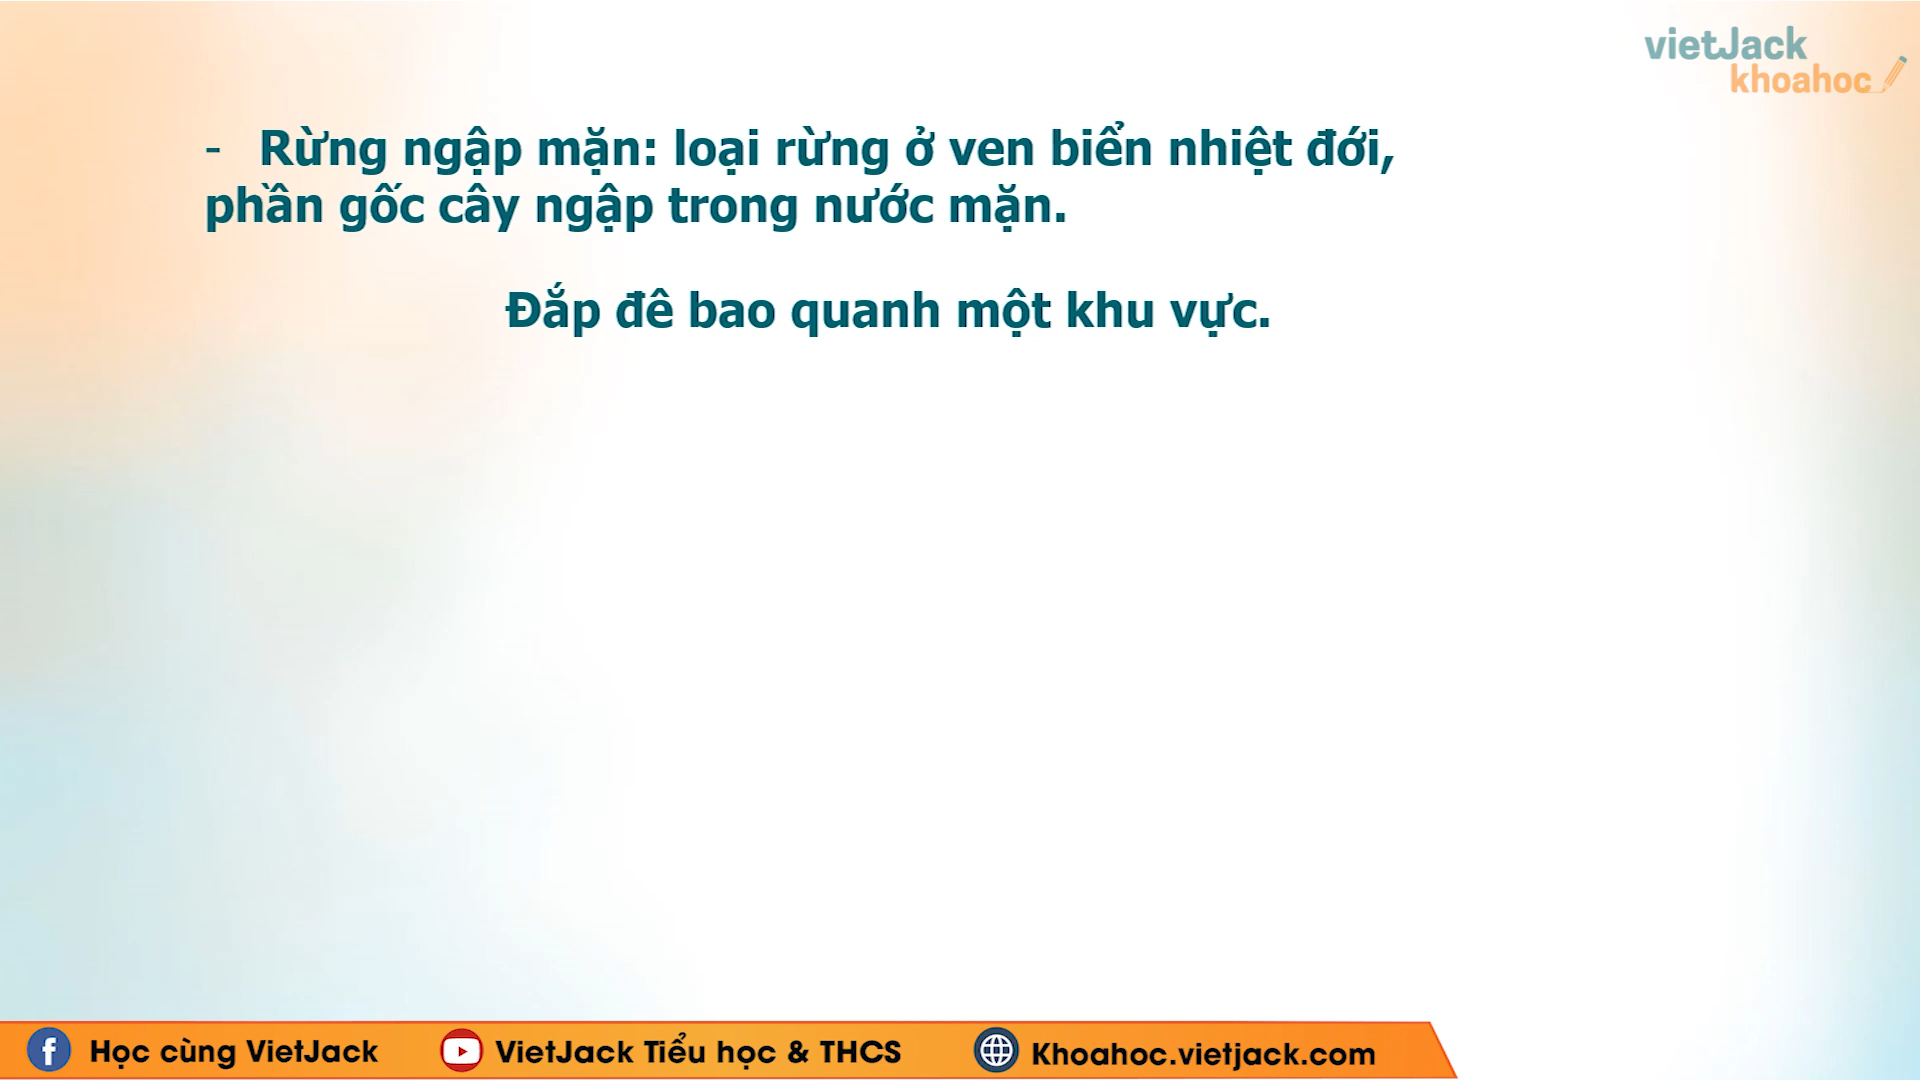 vietJack
khoahoc
- Rừng ngập mặn: loại rừng ở ven biển nhiệt đới,
phần gốc cây ngập trong nước mặn.
Đắp đê bao quanh một khu vực.
Học cùng VietJack
VietJack Tiểu học & THCS
Khoahoc.vietjack.com